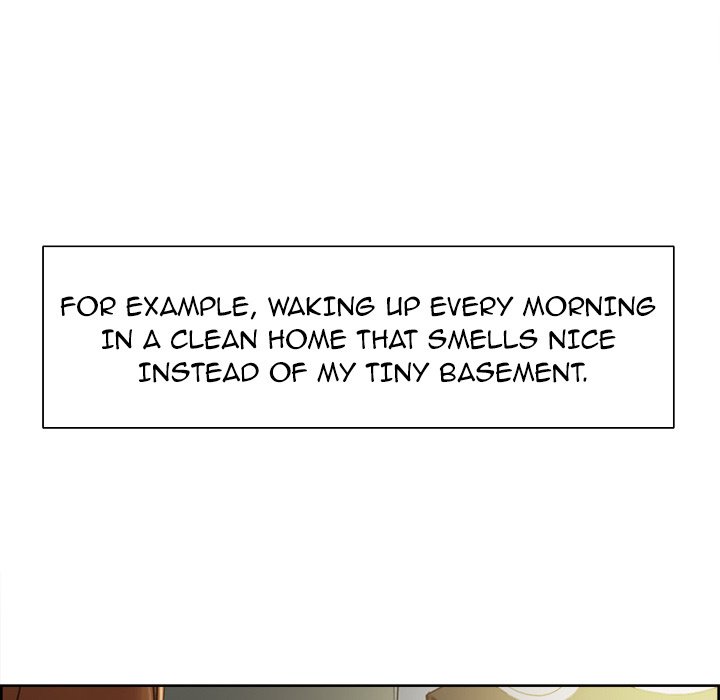 FOR EXAMPLE, WAKING UP EVERY MORNING
IN A CLEAN HOME THAT SMELLS NICE
INSTEAD OF MY TINY BASEMENT.